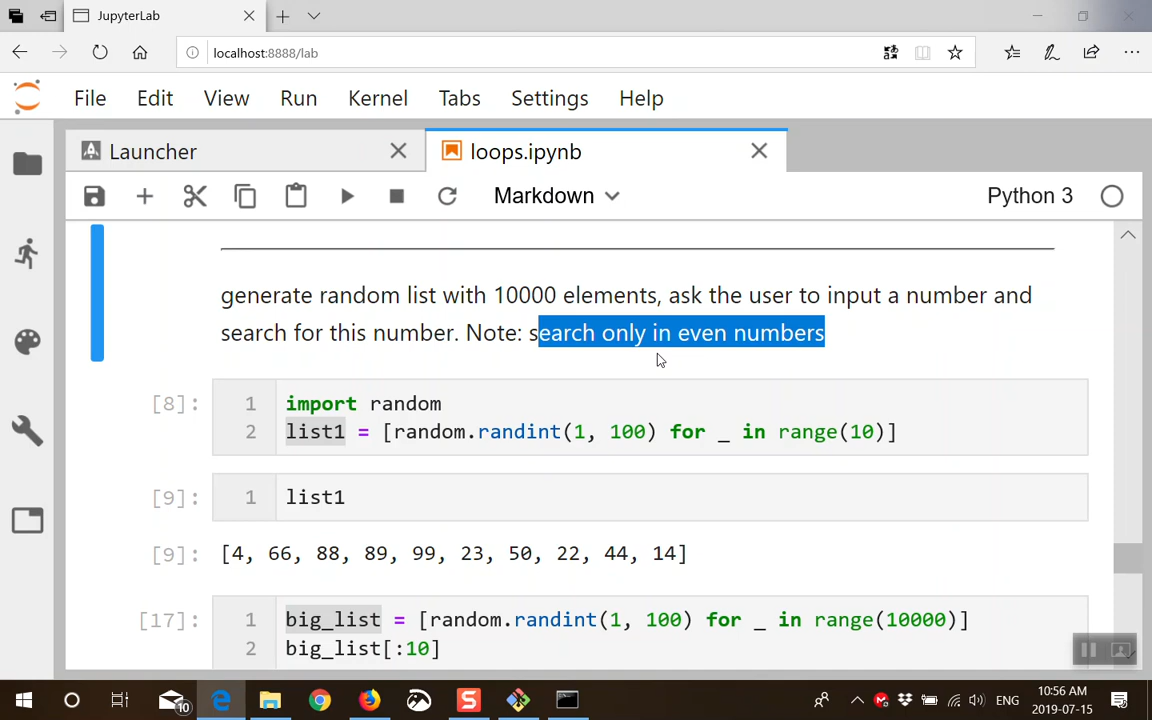 JupyterLab
localhost:8888/lab
File Edit View Run Kernel Tabs Settings Help
Launcher loops.ipynb
Markdown Python 3
generate random list with 10000 elements, ask the user to input a number and
search for this number. Note: search only in even numbers
[8]: 1 import random
2 list1 = [random.randint(1, 100) for _ in range(10)]
[9]: 1 list1
[9]: [4, 66, 88, 89, 99, 23, 50, 22, 44, 14]
[17]: 1 big_list = [random.randint(1, 100) for _ in range(10000)]
2 big_list[:10]
10 S ENG 10:56 AM
2019-07-15